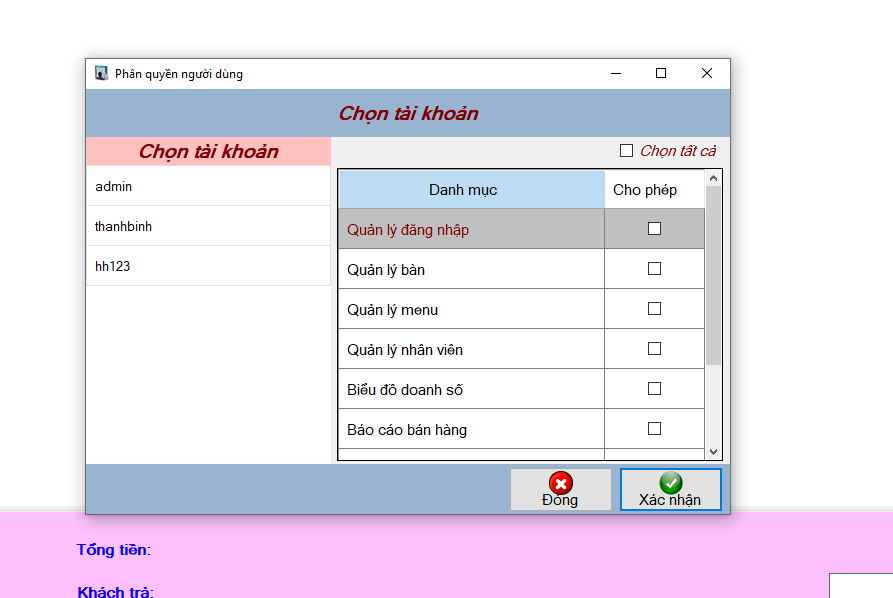 Phân quyền người dùng
Chọn tài khoản
Chọn tài khoản
Chọn tất cả
admin
thanhbinh
hh123
Danh mục Cho phép
Quản lý đăng nhập
Quản lý bàn
Quản lý menu
Quản lý nhân viên
Biểu đồ doanh số
Báo cáo bán hàng
Đóng
Xác nhận
Tổng tiền:
Khách trả: